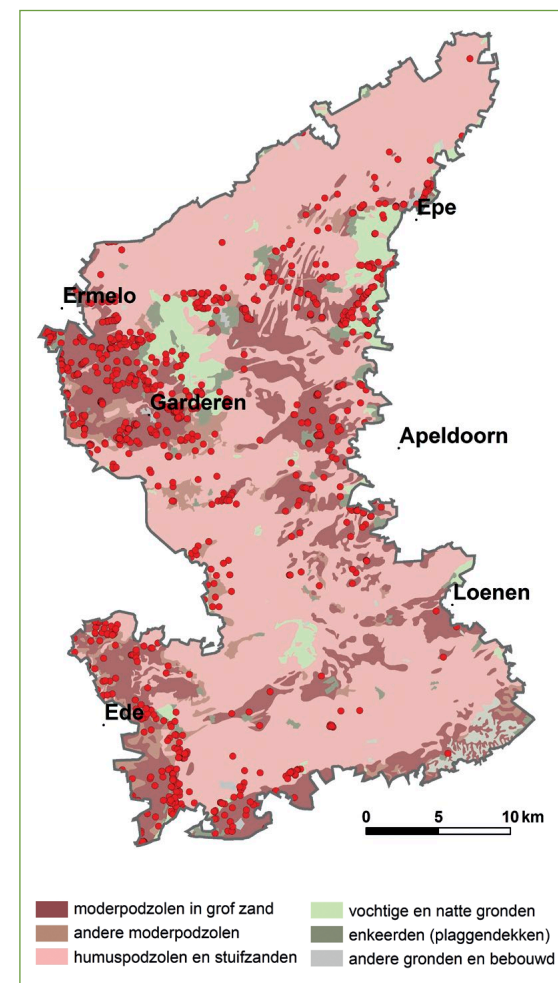 Epe
Ermelo
Garderen
Apeldoorn
Loenen
Ede
0 5 10 km
moderpodzolen in grof zand
andere moderpodzolen
humuspodzolen en stuifzanden
vochtige en natte gronden
enkeerden (plaggendekken)
andere gronden en bebouwd